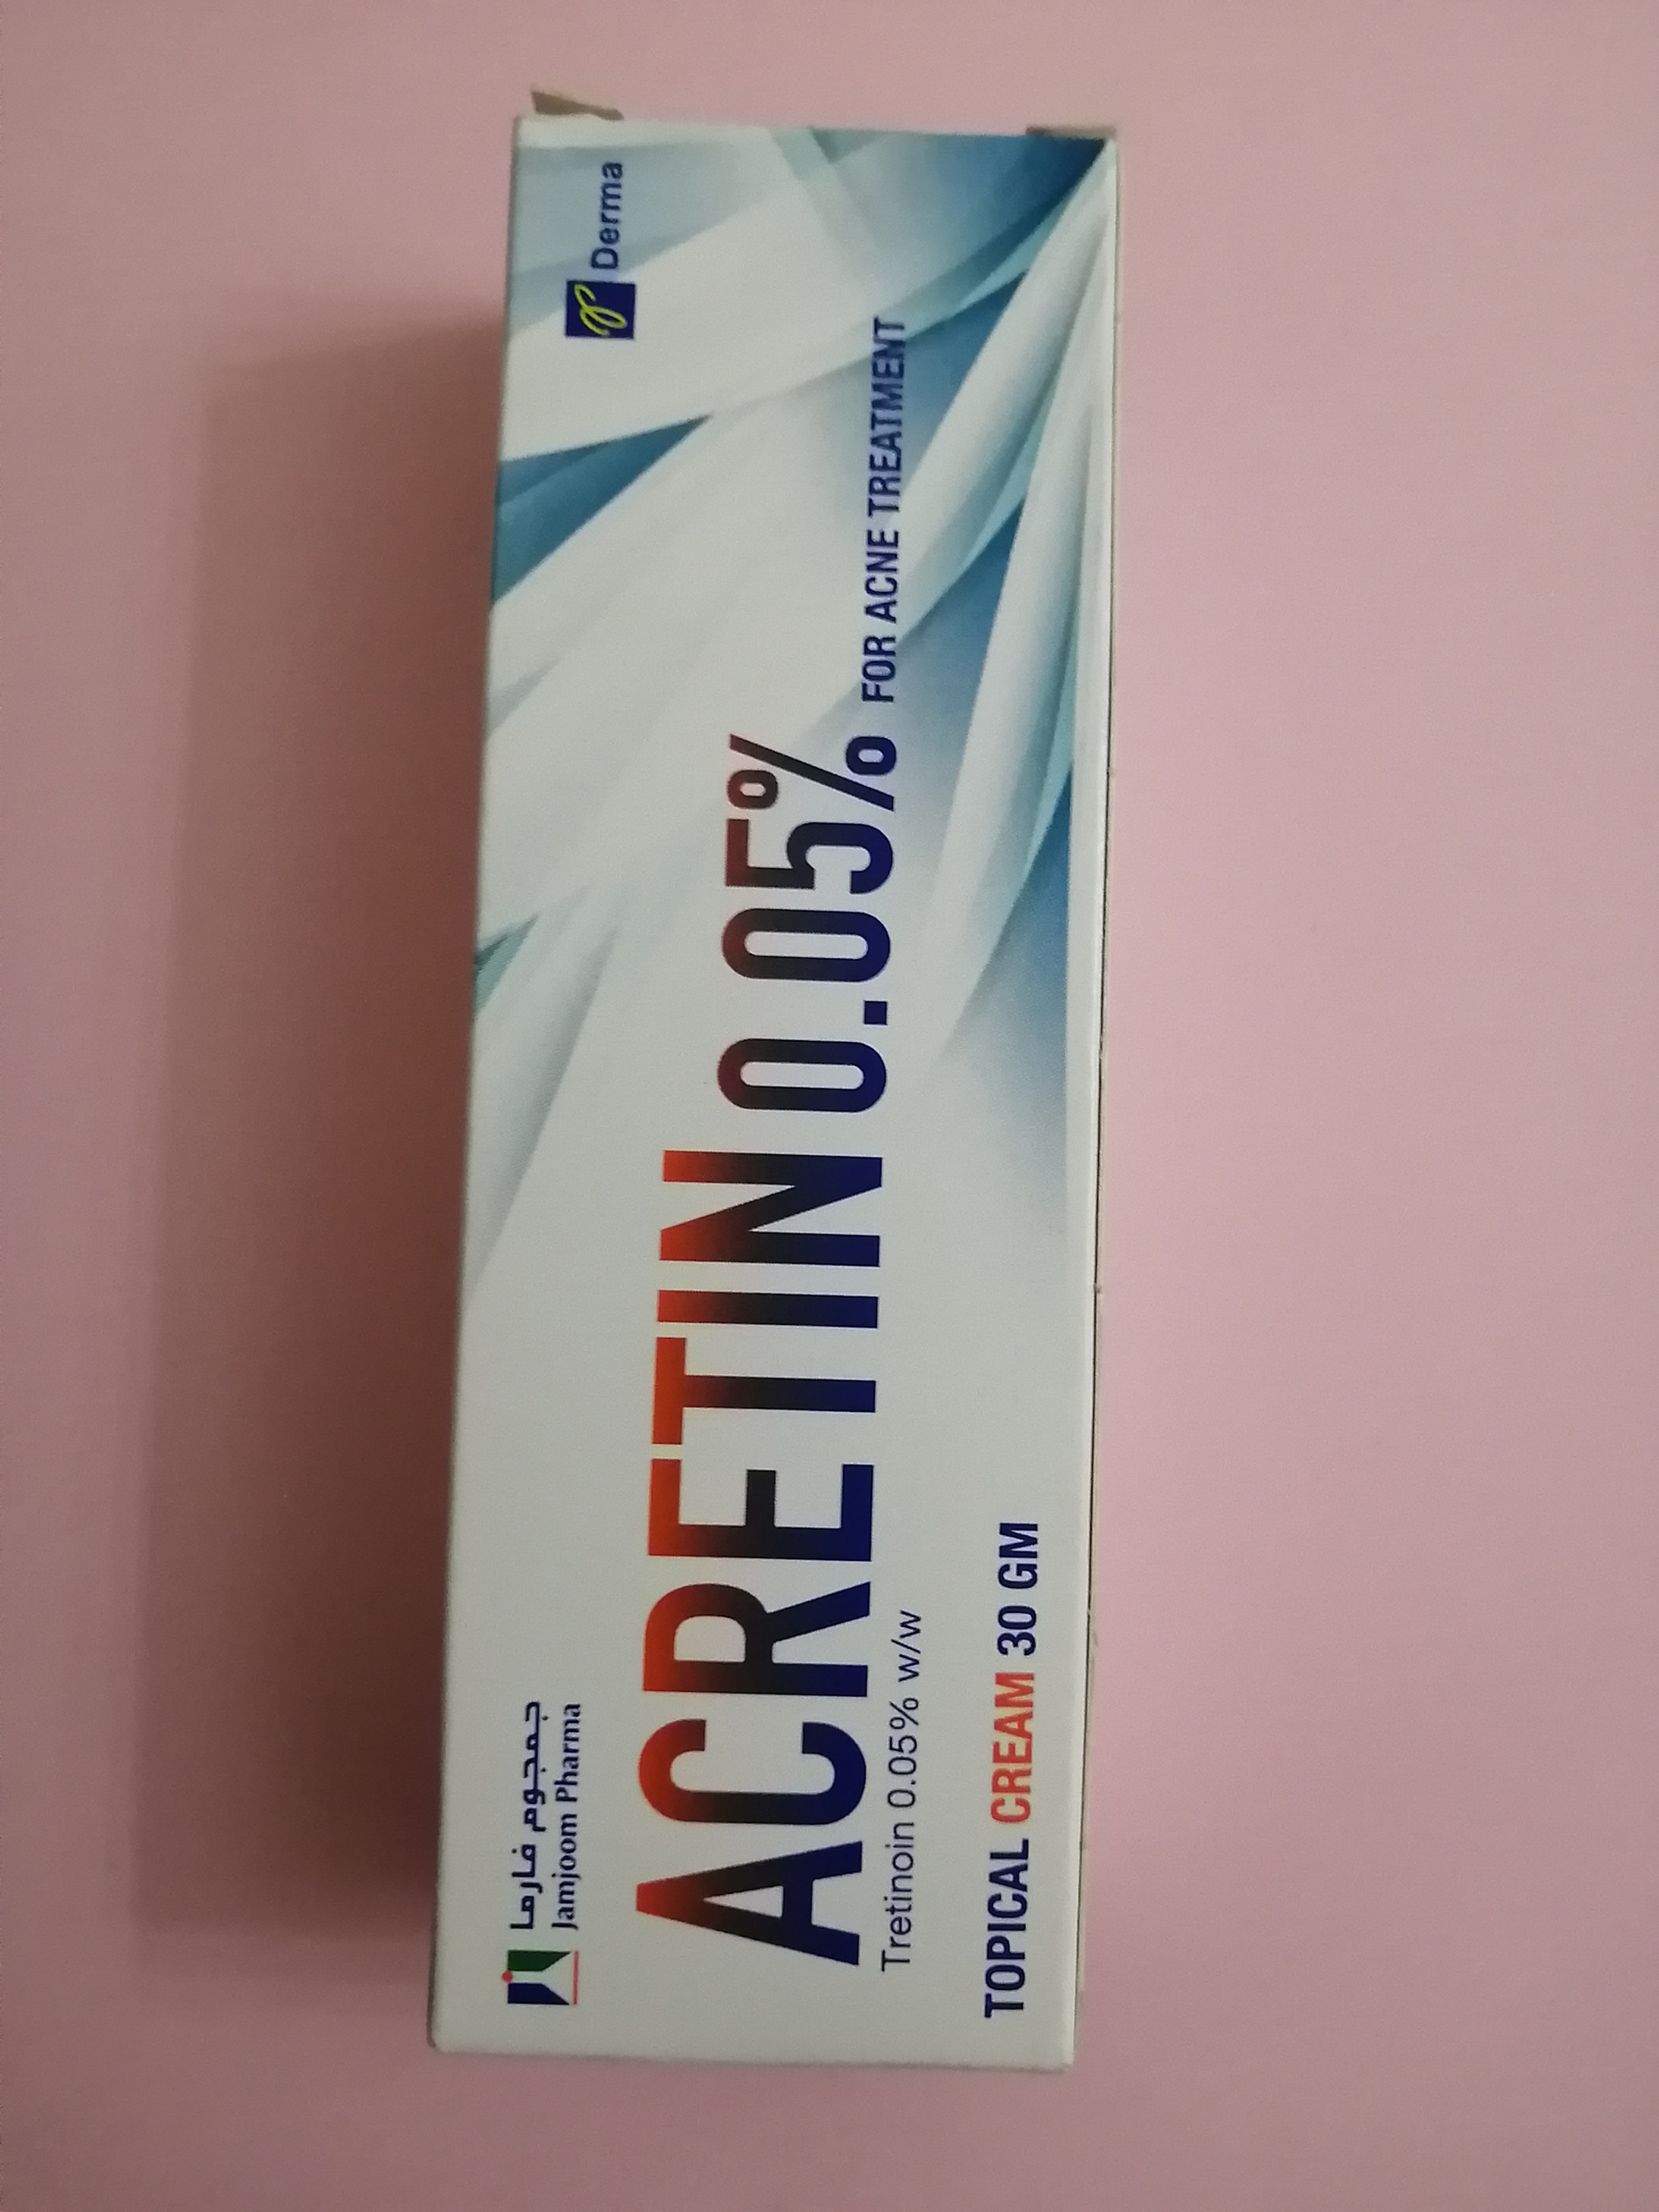 جمجوم فارما
Jamjoom Pharma
Derma
ACRETIN 0.05%
Tretinoin 0.05% w/w
FOR ACNE TREATMENT
TOPICAL CREAM 30 GM